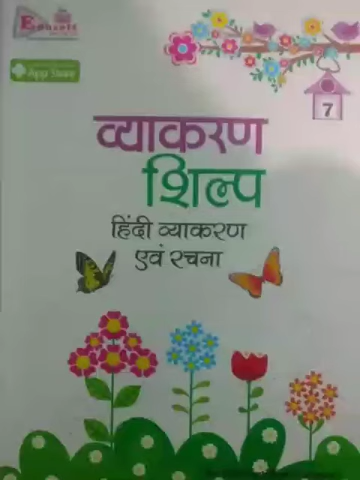 App Store
7
व्याकरण
शिल्प
हिंदी व्याकरण
एवं रचना